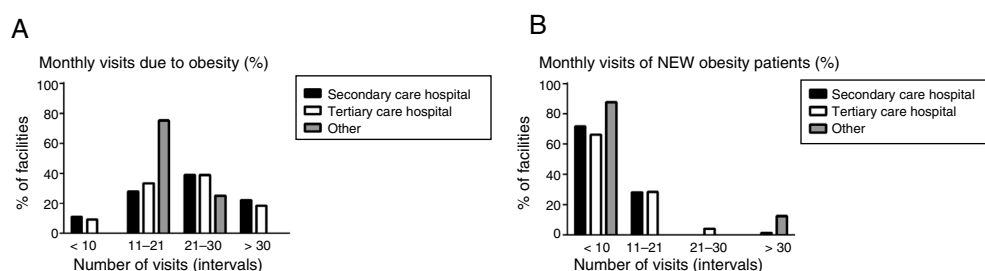 A
Monthly visits due to obesity (%)
100
80
60
40
20
0
% of facilities
< 10
11–21
21–30
> 30
Number of visits (intervals)
Secondary care hospital
Tertiary care hospital
Other
B
Monthly visits of NEW obesity patients (%)
100
80
60
40
20
0
% of facilities
< 10
11–21
21–30
> 30
Number of visits (intervals)
Secondary care hospital
Tertiary care hospital
Other